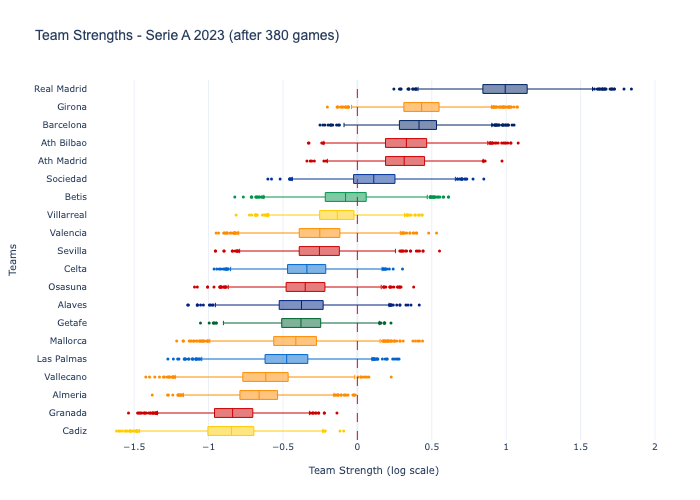 Team Strengths - Serie A 2023 (after 380 games)
Real Madrid
Girona
Barcelona
Ath Bilbao
Ath Madrid
Sociedad
Betis
Villarreal
Valencia
Sevilla
Celta
Osasuna
Alaves
Getafe
Mallorca
Las Palmas
Vallecano
Almeria
Granada
Cadiz
Teams
−1.5 −1 −0.5 0 0.5 1 1.5 2
Team Strength (log scale)